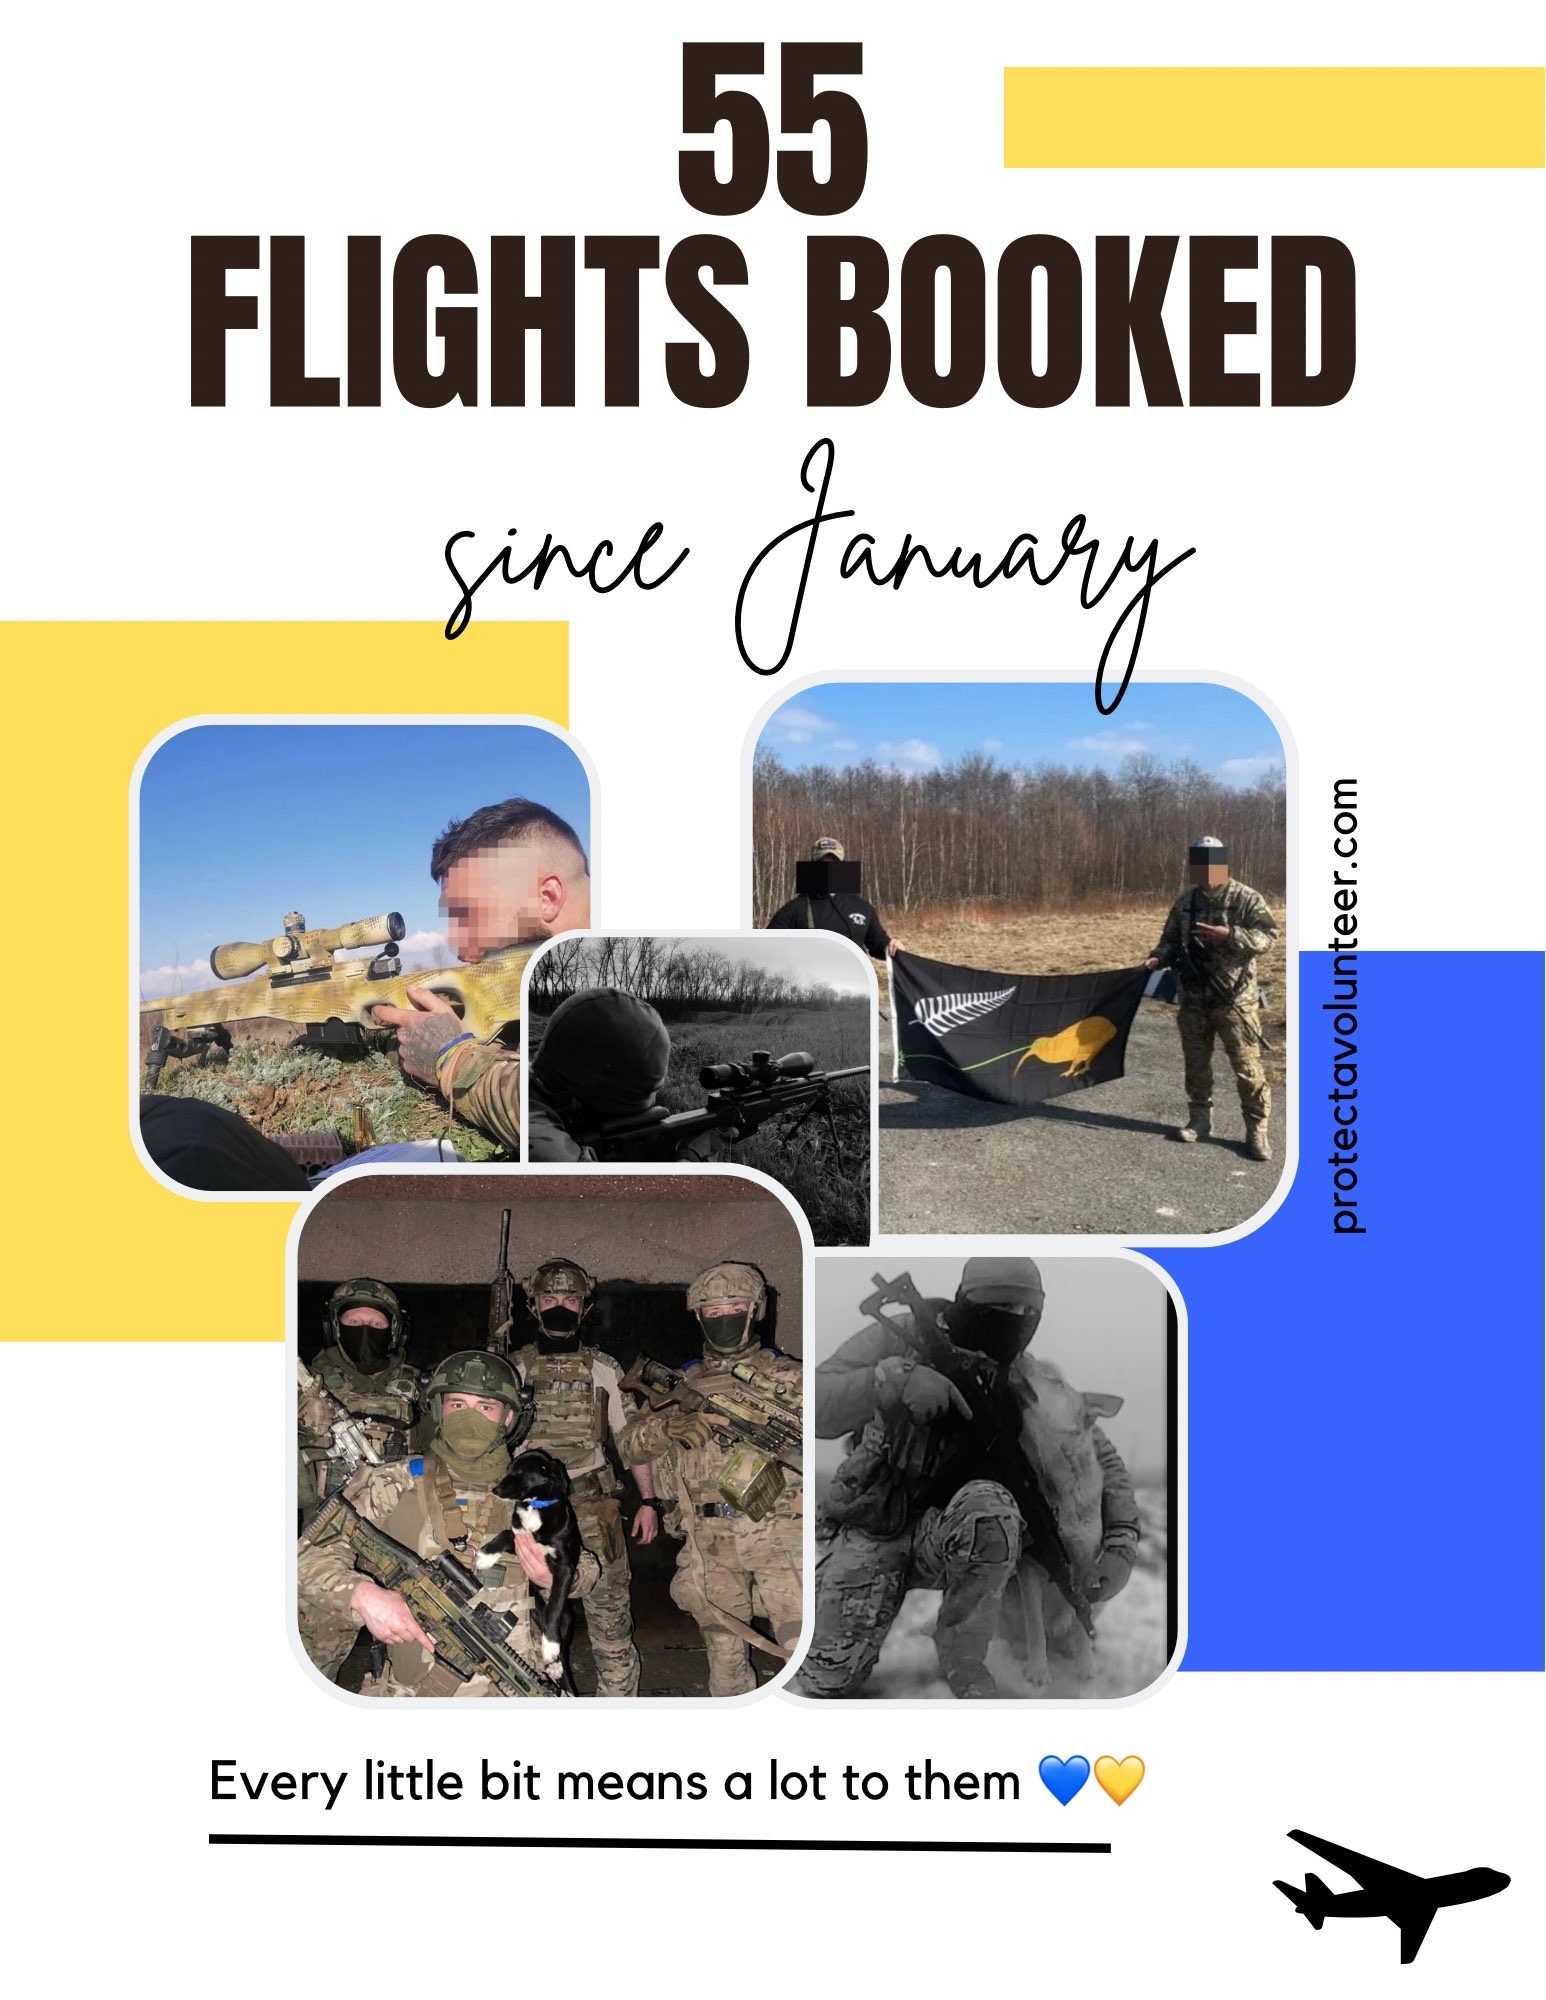 55
FLIGHTS BOOKED
since January
protectavolunteer.com
Every little bit means a lot to them 💙💛